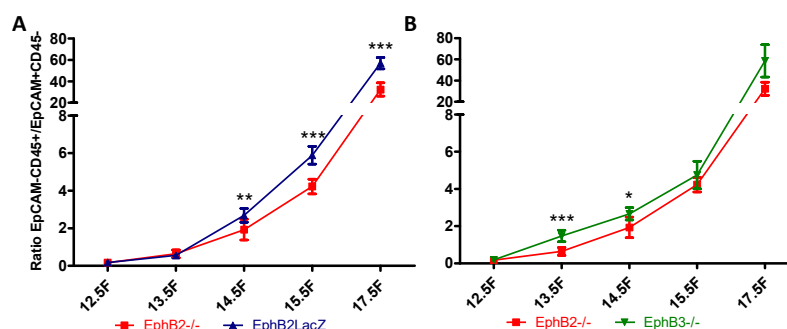 A
B
Ratio EpCAM-CD45+/EpCAM+CD45-
80
60
40
20
8
6
4
2
0
**
***
***
12.5F
13.5F
14.5F
15.5F
17.5F
EphB2-/-
EphB2LacZ
80
60
40
20
8
6
4
2
0
***
*
12.5F
13.5F
14.5F
15.5F
17.5F
EphB2-/-
EphB3-/-